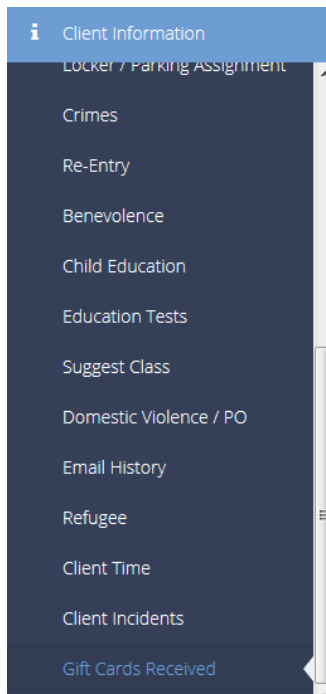 Client Information
Locker / Parking Assignment
Crimes
Re-Entry
Benevolence
Child Education
Education Tests
Suggest Class
Domestic Violence / PO
Email History
Refugee
Client Time
Client Incidents
Gift Cards Received